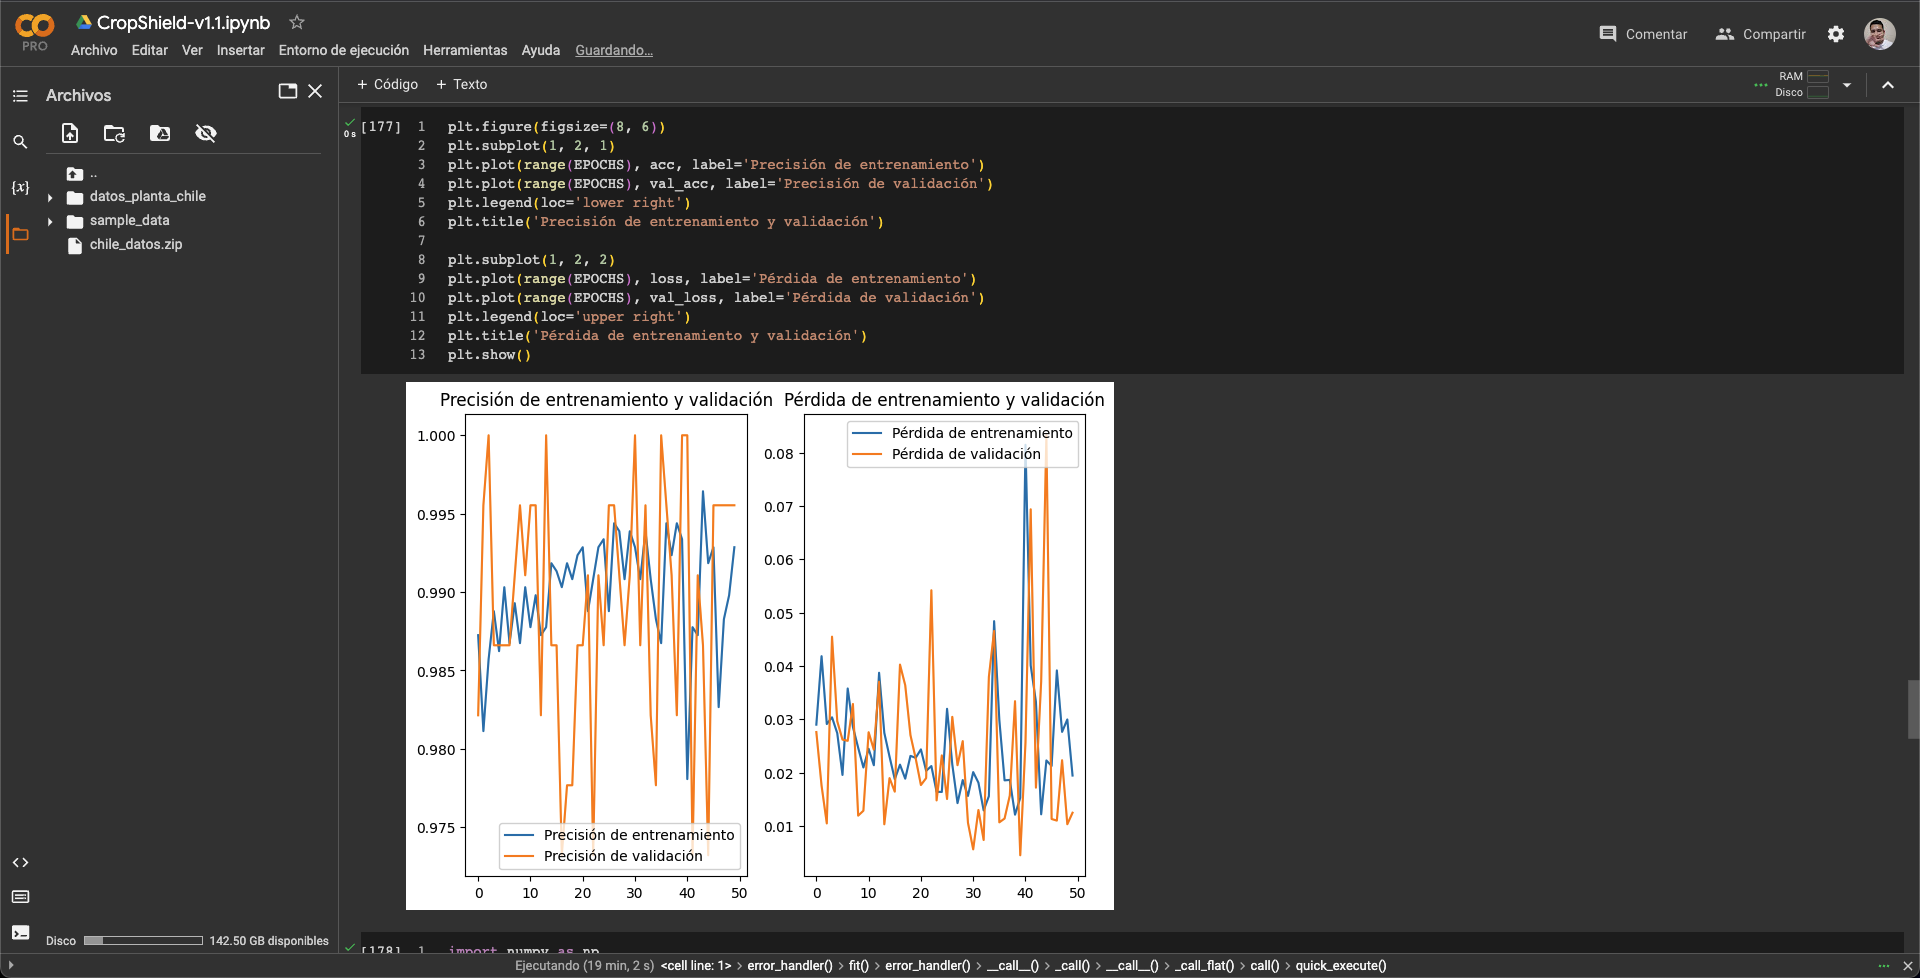 CropShield-v1.1.ipynb
PRO
Archivo Editar Ver Insertar Entorno de ejecución Herramientas Ayuda Guardando...
Comentar
Compartir
Archivos
..
datos_planta_chile
sample_data
chile_datos.zip
{x}
Disco 142.50 GB disponibles
+ Código + Texto
RAM
Disco
0 s
[177]
1 plt.figure(figsize=(8, 6))
2 plt.subplot(1, 2, 1)
3 plt.plot(range(EPOCHS), acc, label='Precisión de entrenamiento')
4 plt.plot(range(EPOCHS), val_acc, label='Precisión de validación')
5 plt.legend(loc='lower right')
6 plt.title('Precisión de entrenamiento y validación')
7
8 plt.subplot(1, 2, 2)
9 plt.plot(range(EPOCHS), loss, label='Pérdida de entrenamiento')
10 plt.plot(range(EPOCHS), val_loss, label='Pérdida de validación')
11 plt.legend(loc='upper right')
12 plt.title('Pérdida de entrenamiento y validación')
13 plt.show()
Precisión de entrenamiento y validación
1.000
0.995
0.990
0.985
0.980
0.975
Precisión de entrenamiento
Precisión de validación
0 10 20 30 40 50
Pérdida de entrenamiento y validación
Pérdida de entrenamiento
Pérdida de validación
0.08
0.07
0.06
0.05
0.04
0.03
0.02
0.01
0 10 20 30 40 50
[178] 1 import numpy as np
Ejecutando (19 min, 2 s) <cell line: 1> > error_handler() > fit() > error_handler() > __call__() > _call() > __call__() > _call_flat() > call() > quick_execute()